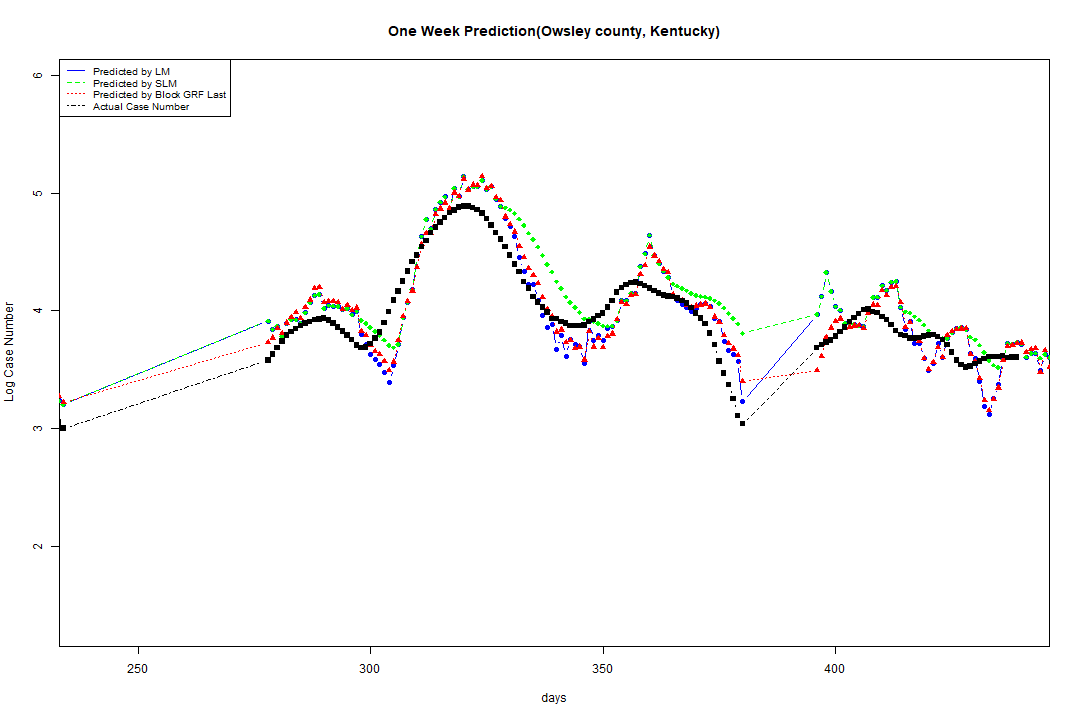 One Week Prediction(Owsley county, Kentucky)
Predicted by LM
Predicted by SLM
Predicted by Block GRF Last
Actual Case Number
6
5
4
3
2
Log Case Number
250 300 350 400
days